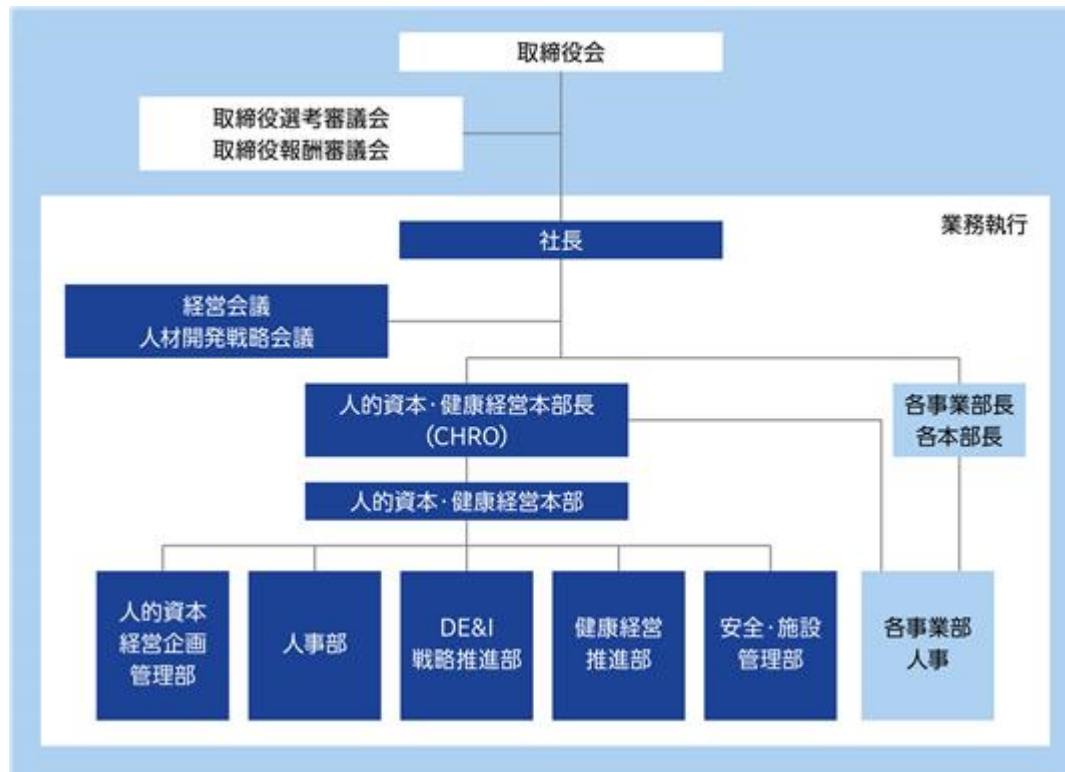 取締役会
取締役選考審議会
取締役報酬審議会
業務執行
社長
経営会議
人材開発戦略会議
人的資本・健康経営本部長
(CHRO)
各事業部長
各本部長
人的資本・健康経営本部
人的資本
経営企画
管理部
人事部
DE&I
戦略推進部
健康経営
推進部
安全・施設
管理部
各事業部
人事